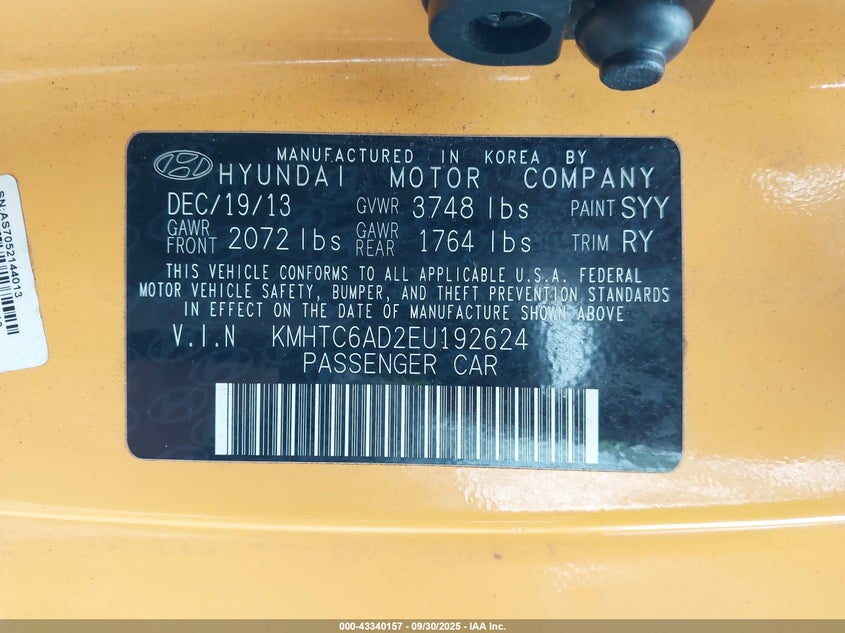 MANUFACTURED IN KOREA BY
HYUNDAI MOTOR COMPANY
DEC/19/13 GVWR 3748 lbs PAINT SYY
GAWR FRONT 2072 lbs GAWR REAR 1764 lbs TRIM RY
THIS VEHICLE CONFORMS TO ALL APPLICABLE U.S.A. FEDERAL
MOTOR VEHICLE SAFETY, BUMPER, AND THEFT PREVENTION STANDARDS
IN EFFECT ON THE DATE OF MANUFACTURE SHOWN ABOVE
V.I.N KMHTC6AD2EU192624
PASSENGER CAR
SN:AS7052144013
000-43340157 - 09/30/2025 - IAA Inc.